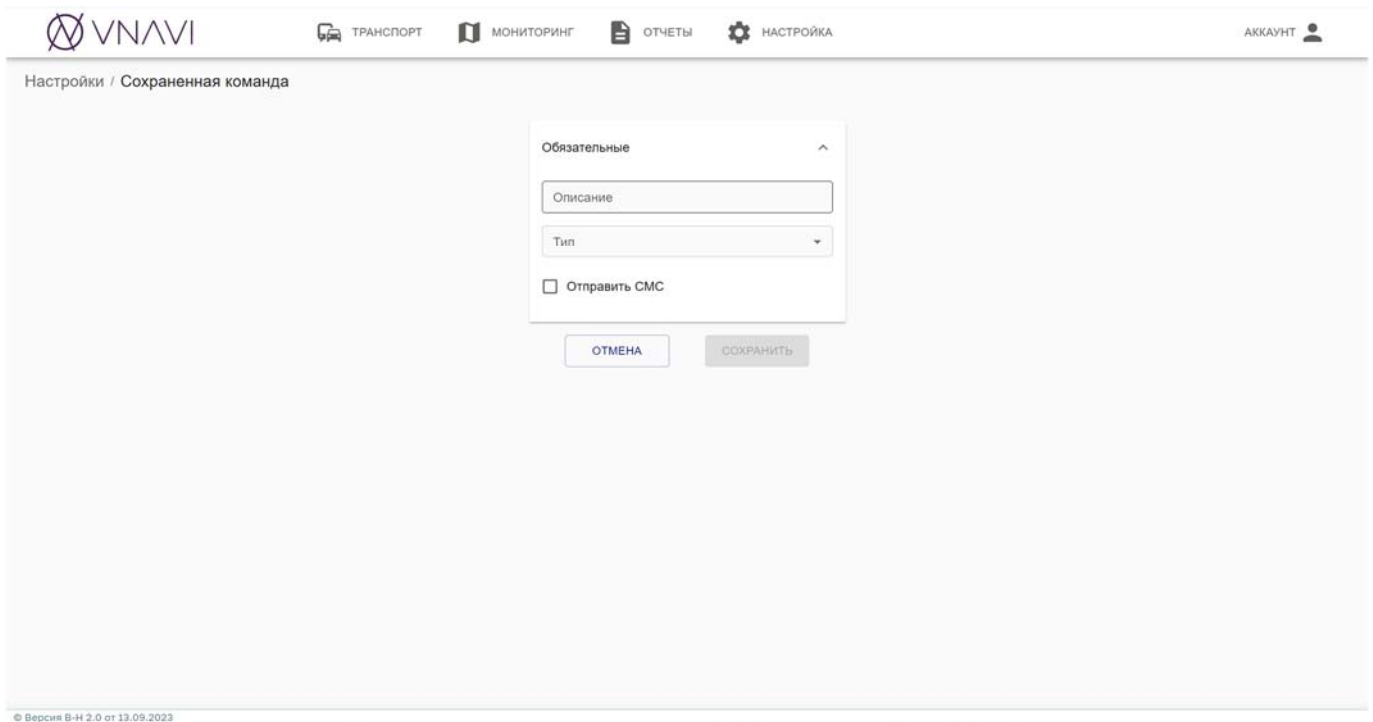 VNAVI
ТРАНСПОРТ МОНИТОРИНГ ОТЧЕТЫ НАСТРОЙКА АККАУНТ
Настройки / Сохраненная команда
Обязательные
Описание
Тип
Отправить СМС
ОТМЕНА СОХРАНИТЬ
© Версия В-Н 2.0 от 13.09.2023